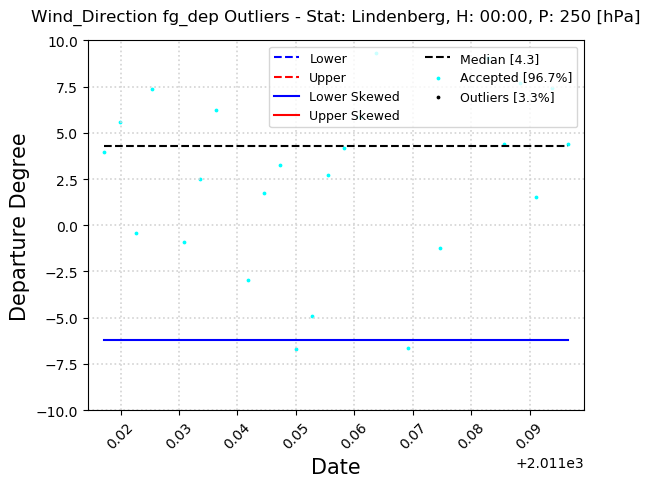 Wind_Direction fg_dep Outliers - Stat: Lindenberg, H: 00:00, P: 250 [hPa]
10.0
7.5
5.0
2.5
0.0
−2.5
−5.0
−7.5
−10.0
Departure Degree
Lower
Upper
Lower Skewed
Upper Skewed
Median [4.3]
Accepted [96.7%]
Outliers [3.3%]
0.02
0.03
0.04
0.05
0.06
0.07
0.08
0.09
+2.011e3
Date